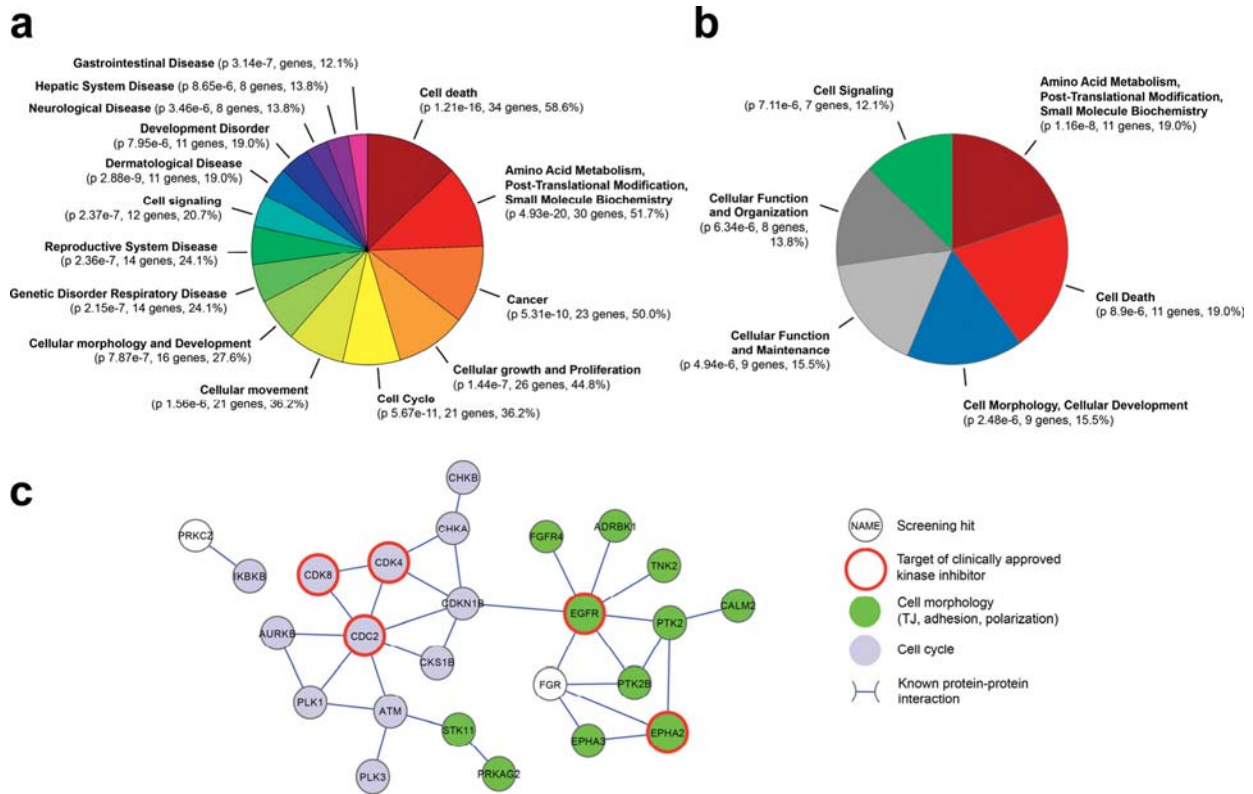 a
Gastrointestinal Disease (p 3.14e-7, genes, 12.1%)
Hepatic System Disease (p 8.65e-6, 8 genes, 13.8%)
Neurological Disease (p 3.46e-6, 8 genes, 13.8%)
Development Disorder
(p 7.95e-6, 11 genes, 19.0%)
Dermatological Disease
(p 2.88e-9, 11 genes, 19.0%)
Cell signaling
(p 2.37e-7, 12 genes, 20.7%)
Reproductive System Disease
(p 2.36e-7, 14 genes, 24.1%)
Genetic Disorder Respiratory Disease
(p 2.15e-7, 14 genes, 24.1%)
Cellular morphology and Development
(p 7.87e-7, 16 genes, 27.6%)
Cellular movement
(p 1.56e-6, 21 genes, 36.2%)
Cell Cycle
(p 5.67e-11, 21 genes, 36.2%)
Cellular growth and Proliferation
(p 1.44e-7, 26 genes, 44.8%)
Cancer
(p 5.31e-10, 23 genes, 50.0%)
Amino Acid Metabolism,
Post-Translational Modification,
Small Molecule Biochemistry
(p 4.93e-20, 30 genes, 51.7%)
Cell death
(p 1.21e-16, 34 genes, 58.6%)
b
Cell Signaling
(p 7.11e-6, 7 genes, 12.1%)
Cellular Function
and Organization
(p 6.34e-6, 8 genes,
13.8%)
Cellular Function
and Maintenance
(p 4.94e-6, 9 genes, 15.5%)
Cell Morphology, Cellular Development
(p 2.48e-6, 9 genes, 15.5%)
Cell Death
(p 8.9e-6, 11 genes, 19.0%)
Amino Acid Metabolism,
Post-Translational Modification,
Small Molecule Biochemistry
(p 1.16e-8, 11 genes, 19.0%)
c
CHKB
PRKCZ
CHKA
IKBKB
CDK8
CDK4
CDKN1B
AURKB
CDC2
CKS1B
PLK1
ATM
STK11
PLK3
PRKAG2
FGFR4
ADRBK1
TNK2
EGFR
PTK2
CALM2
FGR
PTK2B
EPHA3
EPHA2
NAME
Screening hit
Target of clinically approved
kinase inhibitor
Cell morphology
(TJ, adhesion, polarization)
Cell cycle
Known protein-protein
interaction